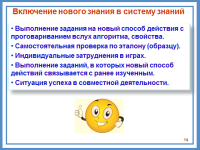 Включение нового знания в систему знаний
• Выполнение задания на новый способ действия с
проговариванием вслух алгоритма, свойства.
• Самостоятельная проверка по эталону (образцу).
• Индивидуальные затруднения в играх.
• Выполнение заданий, в которых новый способ
действий связывается с ранее изученным.
• Ситуация успеха в совместной деятельности.